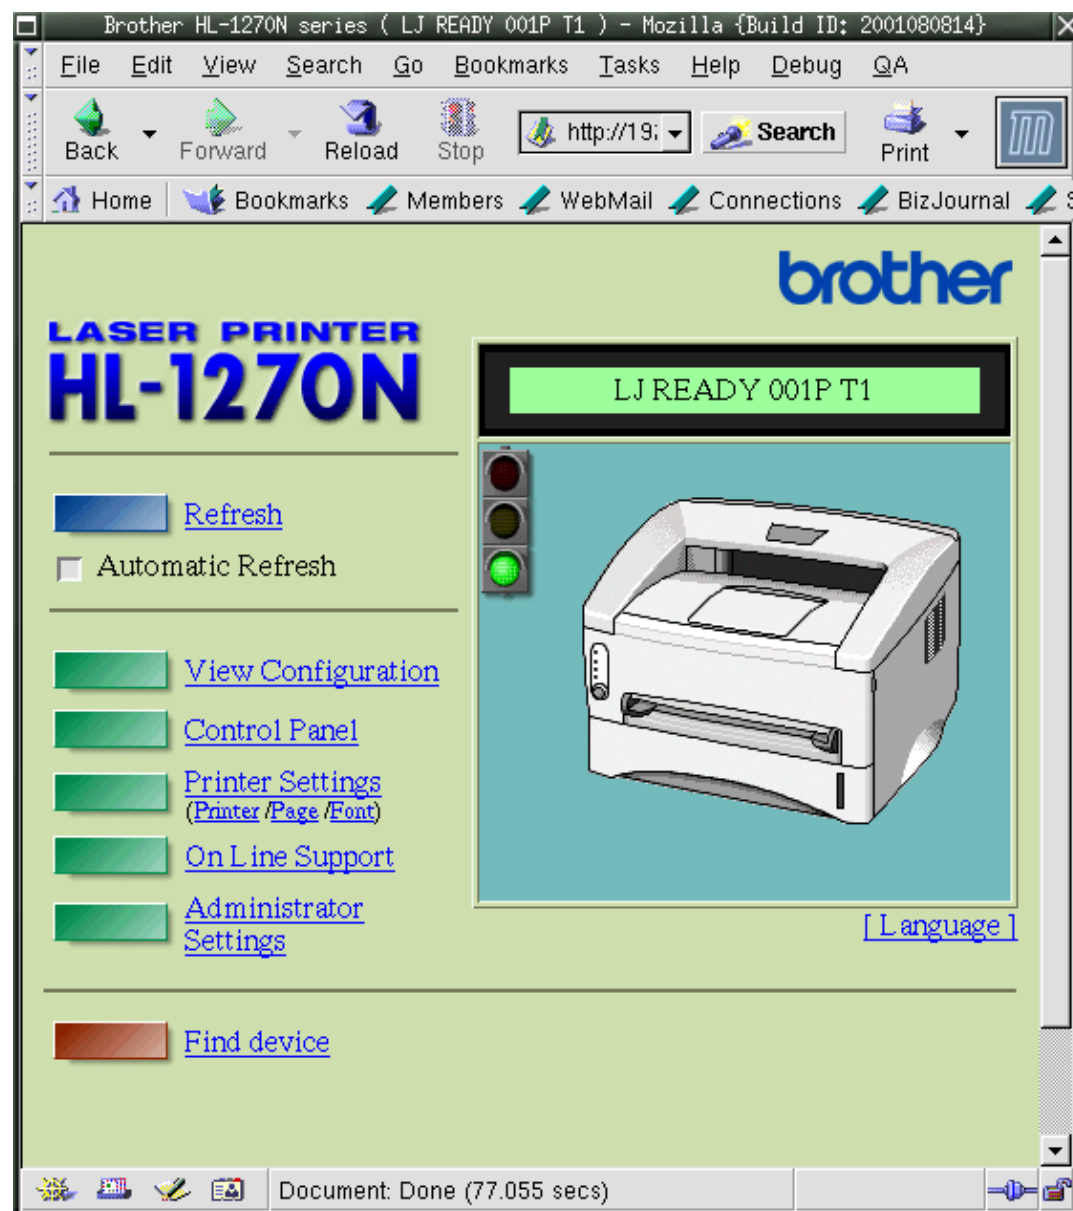 Brother HL-1270N series ( LJ READY 001P T1 ) - Mozilla {Build ID: 2001080814}
File Edit View Search Go Bookmarks Tasks Help Debug QA
Back Forward Reload Stop http://19 Search Print
Home Bookmarks Members WebMail Connections BizJournal
brother
LASER PRINTER
HL-1270N
LJ READY 001P T1
Refresh
Automatic Refresh
View Configuration
Control Panel
Printer Settings
(Printer /Page /Font)
On Line Support
Administrator
Settings
[ Language ]
Find device
Document: Done (77.055 secs)